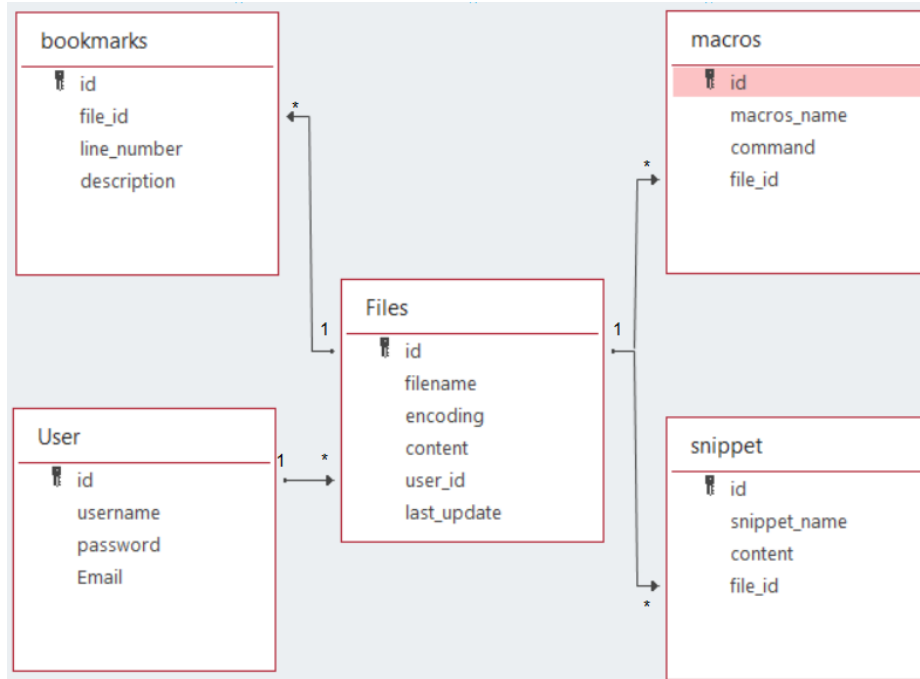 bookmarks
id
file_id
line_number
description
*
macros
id
macros_name
command
file_id
*
Files
id
filename
encoding
content
user_id
last_update
1
1
User
id
username
password
Email
1
*
snippet
id
snippet_name
content
file_id
*